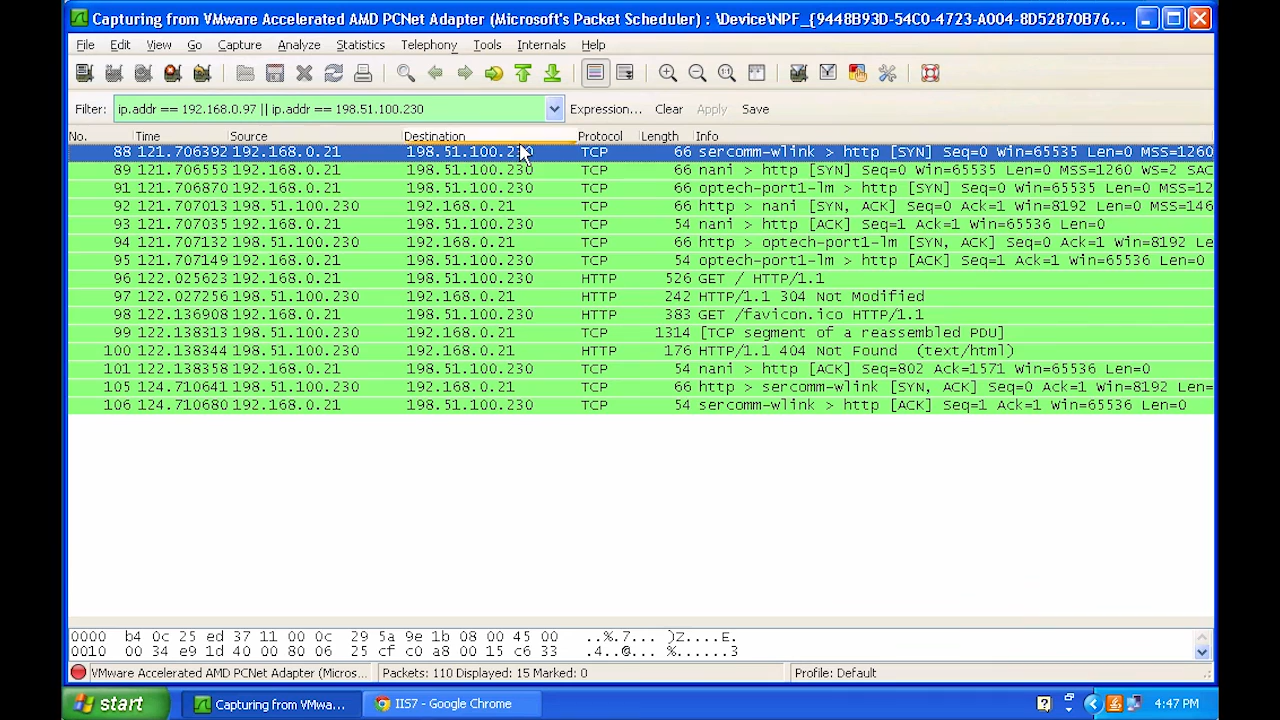 Capturing from VMware Accelerated AMD PCNet Adapter (Microsoft's Packet Scheduler) : \Device\NPF_{9448B93D-54C0-4723-A004-8D52870B76...
File Edit View Go Capture Analyze Statistics Telephony Tools Internals Help
Filter: ip.addr == 192.168.0.97 || ip.addr == 198.51.100.230 Expression... Clear Apply Save
No. Time Source Destination Protocol Length Info
88 121.706392 192.168.0.21 198.51.100.230 TCP 66 sercomm-wlink > http [SYN] Seq=0 Win=65535 Len=0 MSS=1260
89 121.706553 192.168.0.21 198.51.100.230 TCP 66 nani > http [SYN] Seq=0 Win=65535 Len=0 MSS=1260 WS=2 SAC
91 121.706870 192.168.0.21 198.51.100.230 TCP 66 optech-port1-lm > http [SYN] Seq=0 Win=65535 Len=0 MSS=12
92 121.707013 198.51.100.230 192.168.0.21 TCP 66 http > nani [SYN, ACK] Seq=0 Ack=1 Win=8192 Len=0 MSS=146
93 121.707035 192.168.0.21 198.51.100.230 TCP 54 nani > http [ACK] Seq=1 Ack=1 Win=65536 Len=0
94 121.707132 198.51.100.230 192.168.0.21 TCP 66 http > optech-port1-lm [SYN, ACK] Seq=0 Ack=1 Win=8192 Le
95 121.707149 192.168.0.21 198.51.100.230 TCP 54 optech-port1-lm > http [ACK] Seq=1 Ack=1 Win=65536 Len=0
96 122.025623 192.168.0.21 198.51.100.230 HTTP 526 GET / HTTP/1.1
97 122.027256 198.51.100.230 192.168.0.21 HTTP 242 HTTP/1.1 304 Not Modified
98 122.136908 192.168.0.21 198.51.100.230 HTTP 383 GET /favicon.ico HTTP/1.1
99 122.138313 198.51.100.230 192.168.0.21 TCP 1314 [TCP segment of a reassembled PDU]
100 122.138344 198.51.100.230 192.168.0.21 HTTP 176 HTTP/1.1 404 Not Found (text/html)
101 122.138358 192.168.0.21 198.51.100.230 TCP 54 nani > http [ACK] Seq=802 Ack=1571 Win=65536 Len=0
105 124.710641 198.51.100.230 192.168.0.21 TCP 66 http > sercomm-wlink [SYN, ACK] Seq=0 Ack=1 Win=8192 Len=
106 124.710680 192.168.0.21 198.51.100.230 TCP 54 sercomm-wlink > http [ACK] Seq=1 Ack=1 Win=65536 Len=0
0000 b4 0c 25 ed 37 11 00 0c 29 5a 9e 1b 08 00 45 00 ..%.7... )Z....E.
0010 00 34 e9 1d 40 00 80 06 25 cf c0 a8 00 15 c6 33 .4..@... %......3
VMware Accelerated AMD PCNet Adapter (Micros... Packets: 110 Displayed: 15 Marked: 0 Profile: Default
start Capturing from VMwa... IIS7 - Google Chrome 4:47 PM